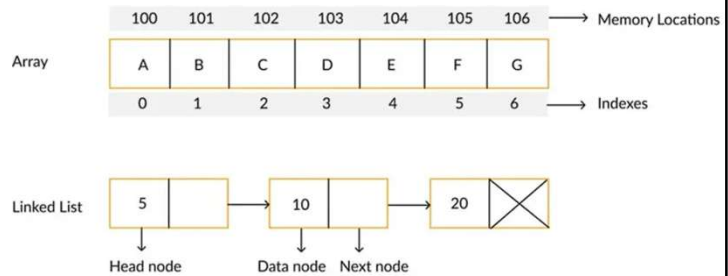 100 101 102 103 104 105 106 Memory Locations
Array A B C D E F G
0 1 2 3 4 5 6 Indexes
Linked List 5 10 20
Head node Data node Next node